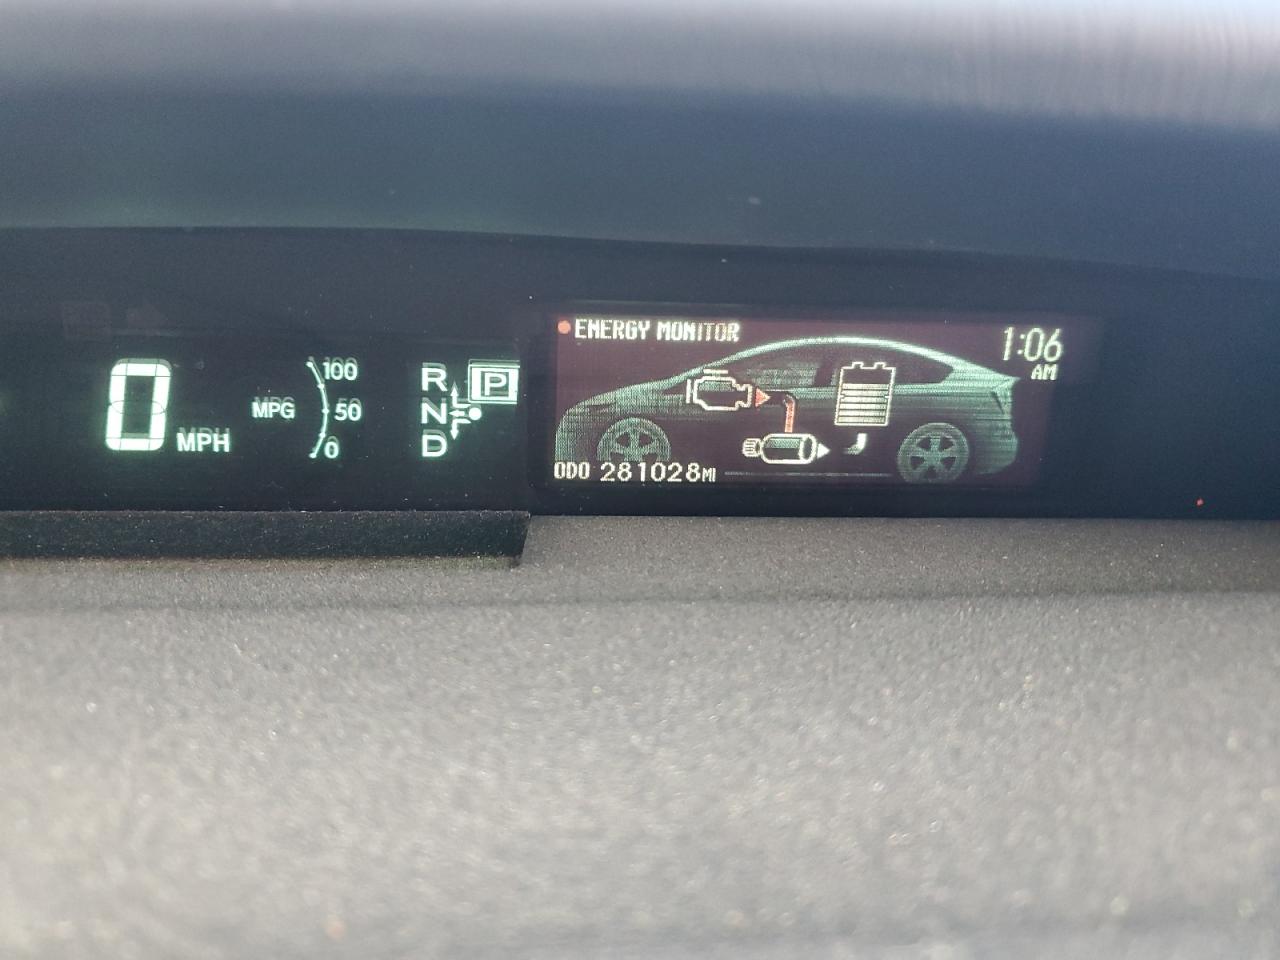 ENERGY MONITOR
1:06
AM
0 MPH
MPG
100
50
0
R
N
D
P
ODO 281028MI